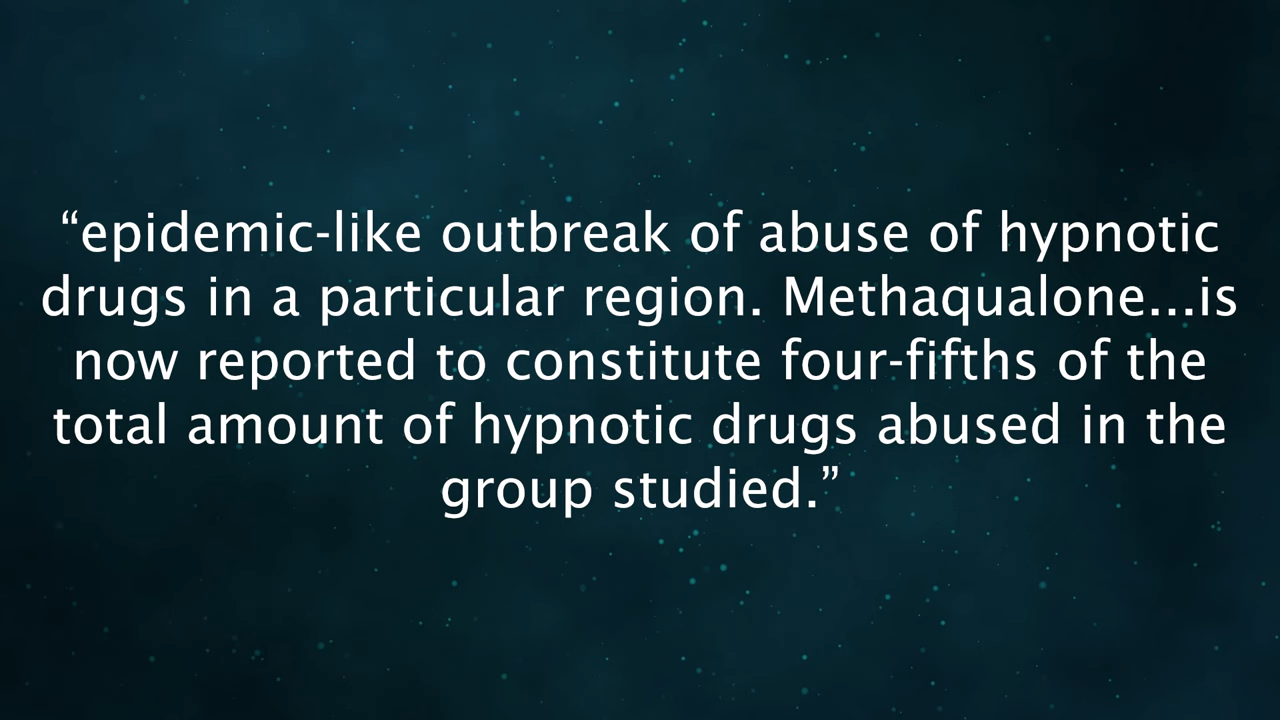 “epidemic-like outbreak of abuse of hypnotic
drugs in a particular region. Methaqualone...is
now reported to constitute four-fifths of the
total amount of hypnotic drugs abused in the
group studied.”